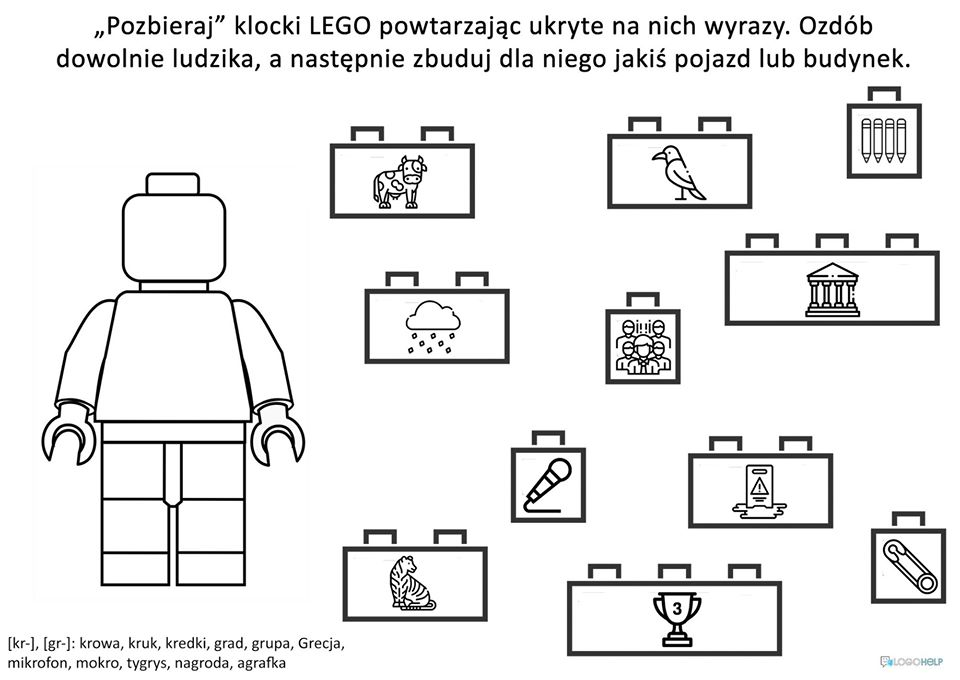 „Pozbieraj” klocki LEGO powtarzając ukryte na nich wyrazy. Ozdób
dowolnie ludzika, a następnie zbuduj dla niego jakiś pojazd lub budynek.
3
[kr-], [gr-]: krowa, kruk, kredki, grad, grupa, Grecja,
mikrofon, mokro, tygrys, nagroda, agrafka
LOGOHELP